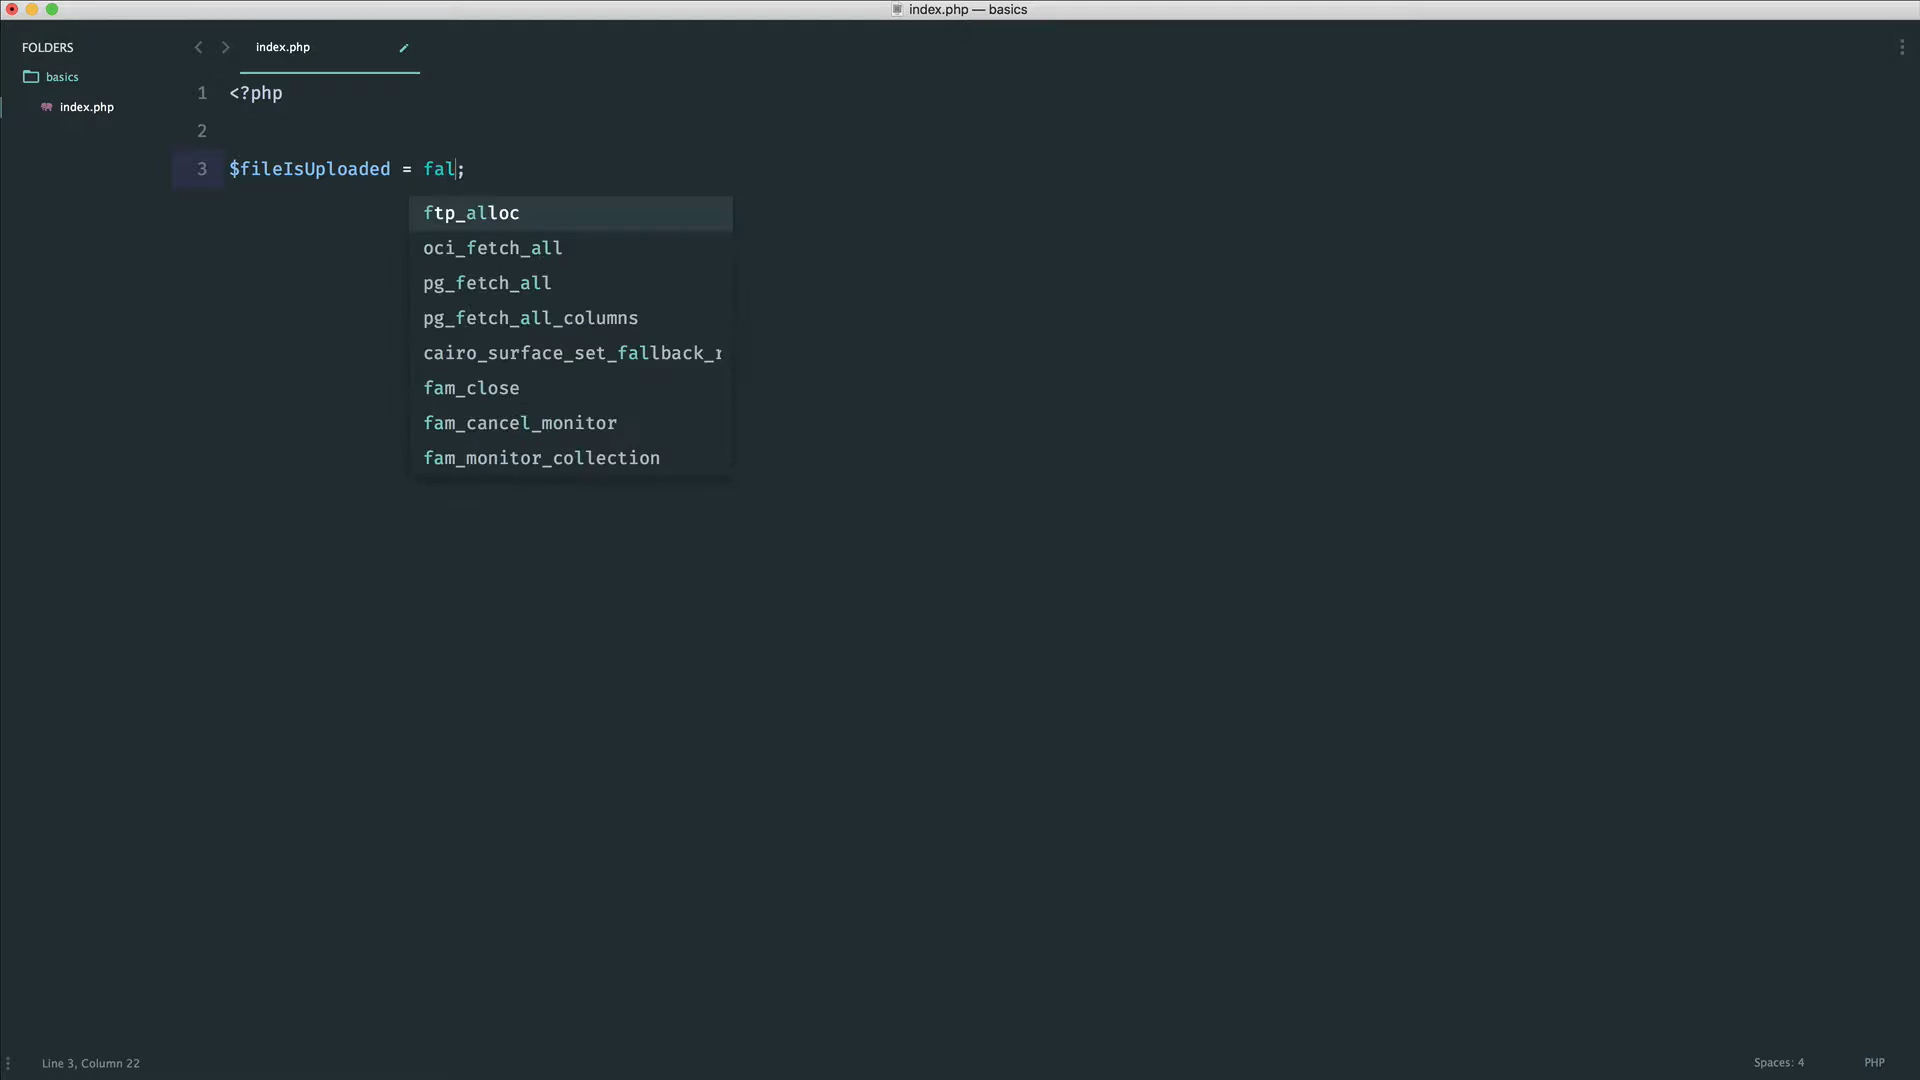 index.php — basics
FOLDERS
basics
index.php
index.php
1 <?php
2
3 $fileIsUploaded = fal;
ftp_alloc
oci_fetch_all
pg_fetch_all
pg_fetch_all_columns
cairo_surface_set_fallback_r
fam_close
fam_cancel_monitor
fam_monitor_collection
Line 3, Column 22
Spaces: 4
PHP